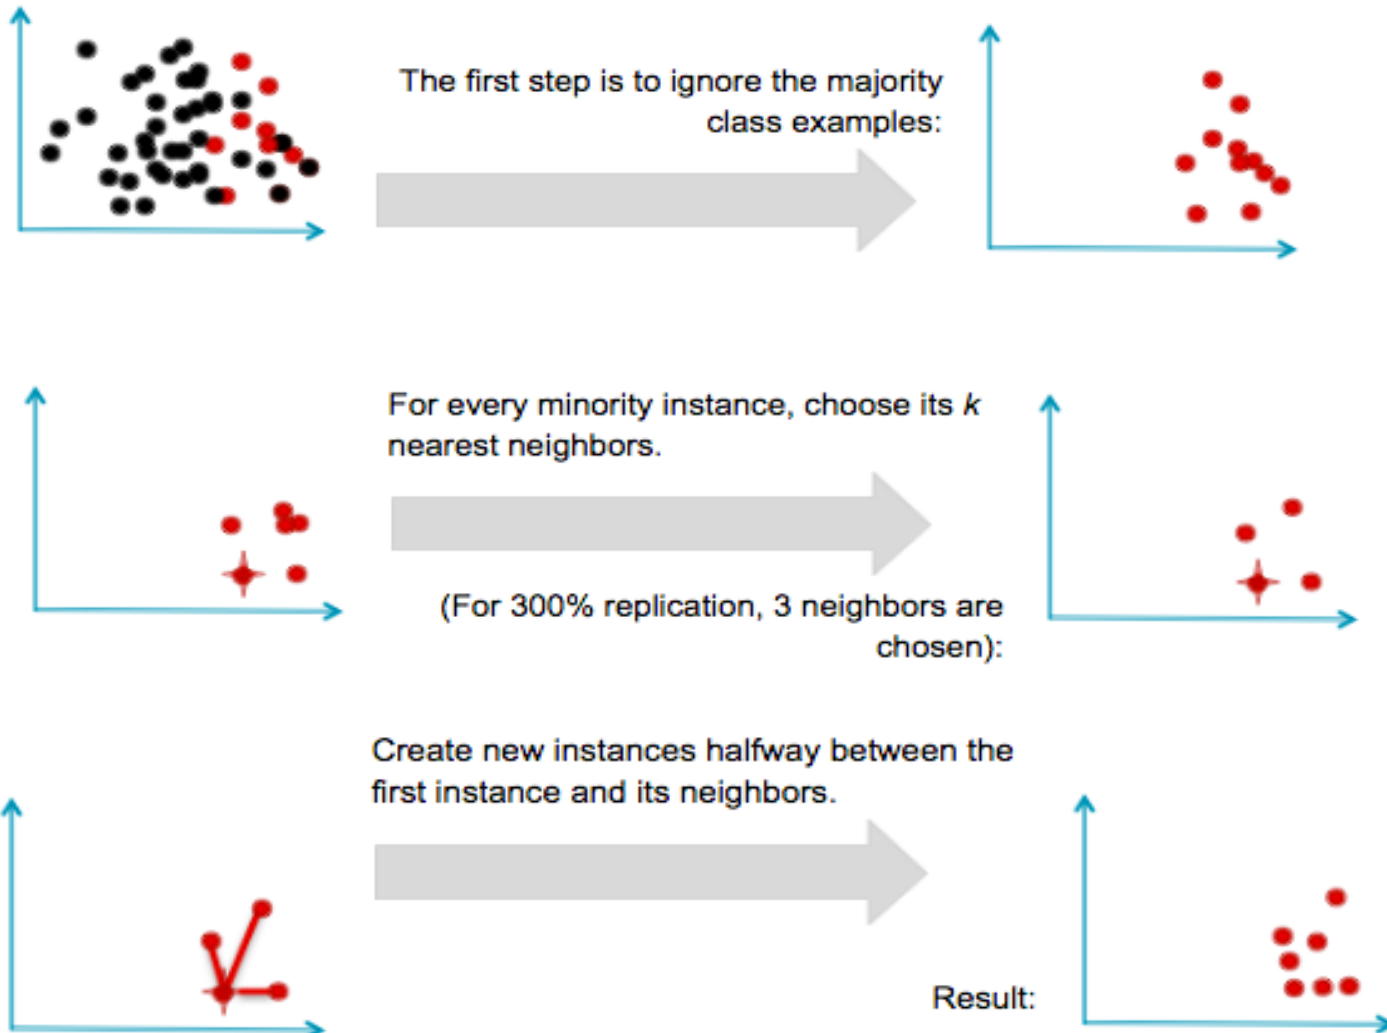 The first step is to ignore the majority
class examples:
For every minority instance, choose its k
nearest neighbors.
(For 300% replication, 3 neighbors are
chosen):
Create new instances halfway between the
first instance and its neighbors.
Result: